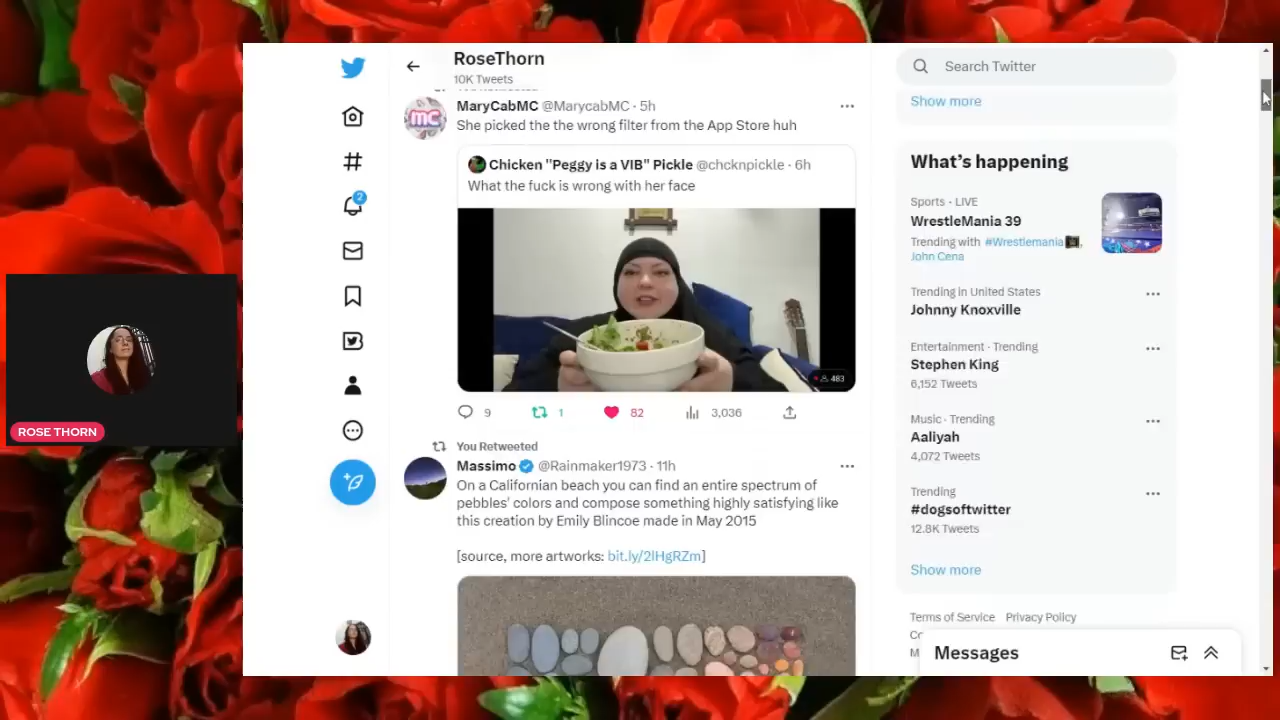 RoseThorn
10K Tweets
MaryCabMC @MarycabMC · 5h
She picked the the wrong filter from the App Store huh
Chicken "Peggy is a VIB" Pickle @chcknpickle · 6h
What the fuck is wrong with her face
483
9
1
82
3,036
You Retweeted
Massimo @Rainmaker1973 · 11h
On a Californian beach you can find an entire spectrum of
pebbles' colors and compose something highly satisfying like
this creation by Emily Blincoe made in May 2015
[source, more artworks: bit.ly/2lHgRZm]
2
mc
ROSE THORN
Search Twitter
Show more
What's happening
Sports · LIVE
WrestleMania 39
Trending with #Wrestlemania,
John Cena
Trending in United States
Johnny Knoxville
Entertainment · Trending
Stephen King
6,152 Tweets
Music · Trending
Aaliyah
4,072 Tweets
Trending
#dogsoftwitter
12.8K Tweets
Show more
Terms of Service Privacy Policy
Messages